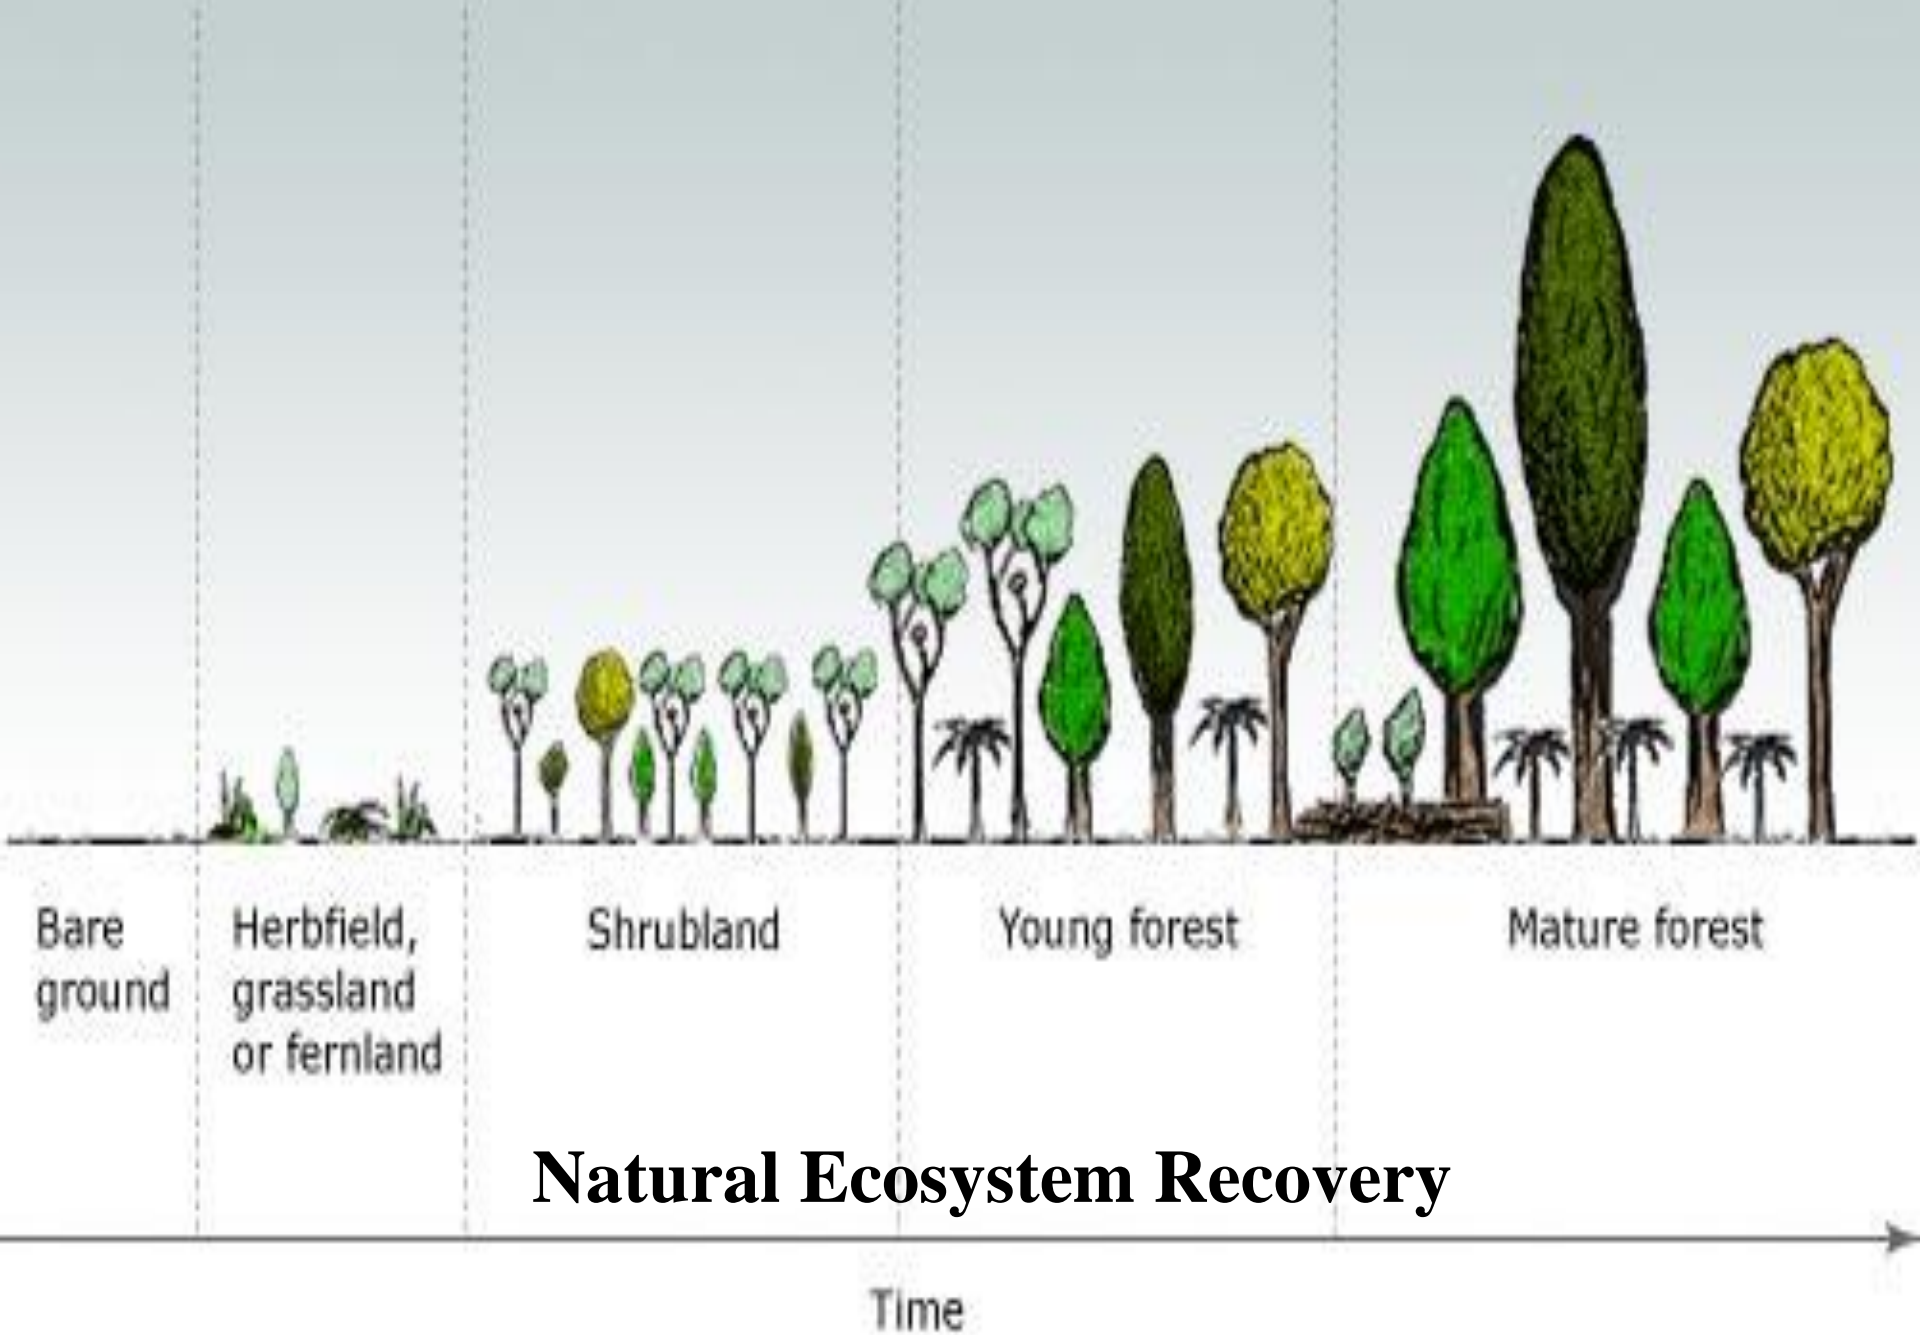 Bare
ground
Herbfield,
grassland
or fernland
Shrubland
Young forest
Mature forest
Natural Ecosystem Recovery
Time